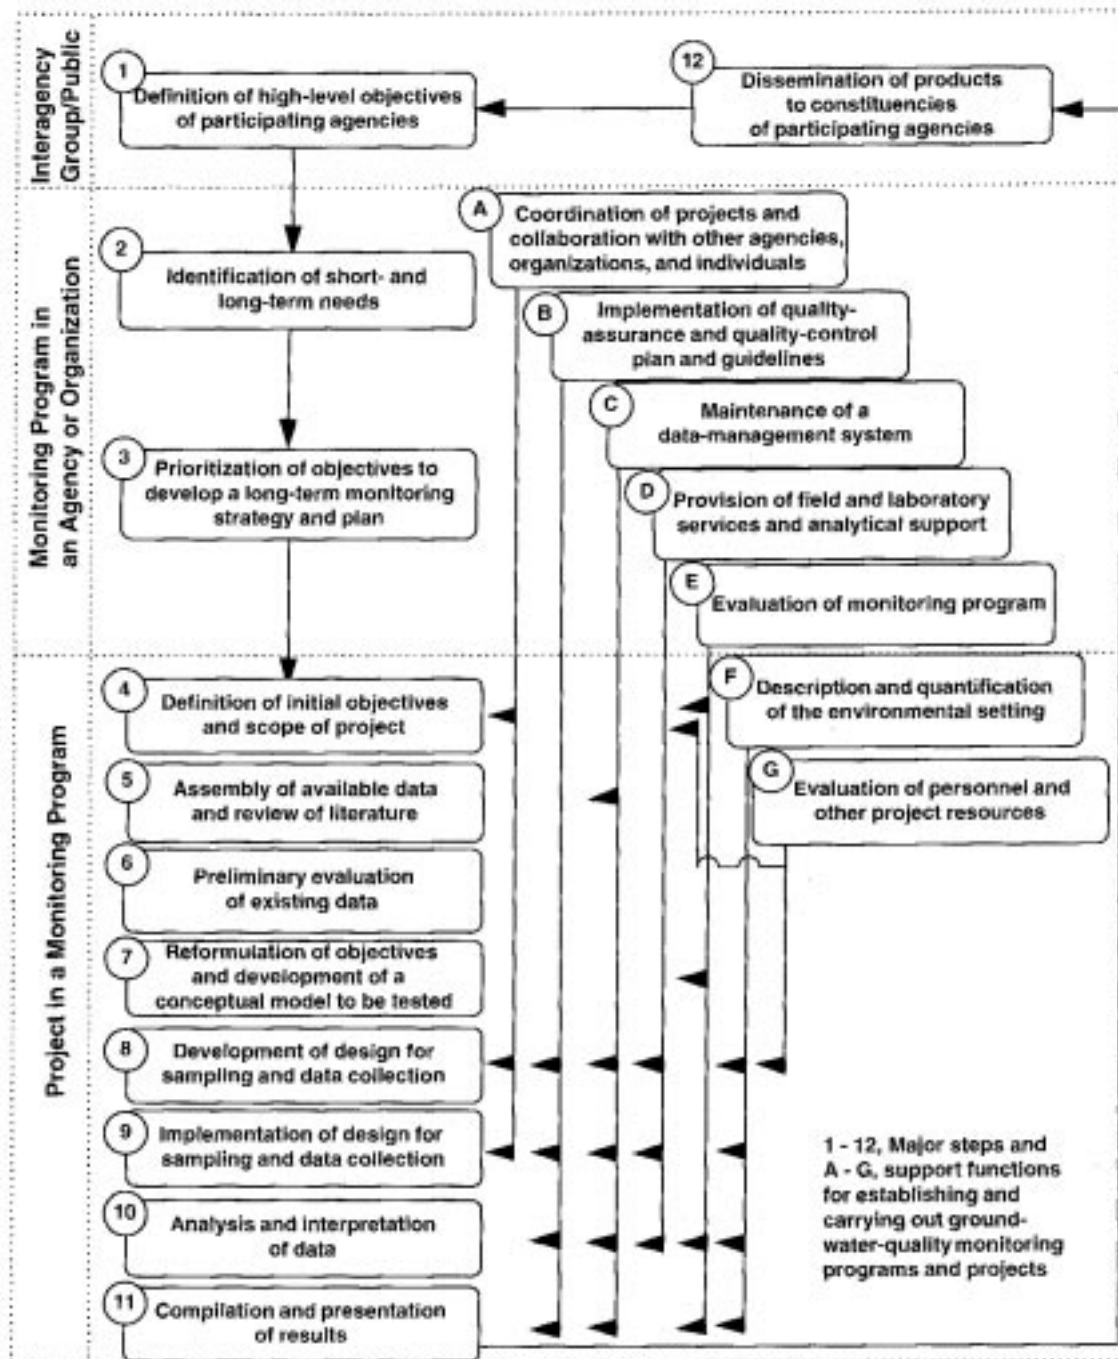 Interagency
Group/Public
1
Definition of high-level objectives
of participating agencies
12
Dissemination of products
to constituencies
of participating agencies
Monitoring Program in
an Agency or Organization
2
Identification of short- and
long-term needs
3
Prioritization of objectives to
develop a long-term monitoring
strategy and plan
A
Coordination of projects and
collaboration with other agencies,
organizations, and individuals
B
Implementation of quality-
assurance and quality-control
plan and guidelines
C
Maintenance of a
data-management system
D
Provision of field and laboratory
services and analytical support
E
Evaluation of monitoring program
Project in a Monitoring Program
4
Definition of initial objectives
and scope of project
F
Description and quantification
of the environmental setting
5
Assembly of available data
and review of literature
G
Evaluation of personnel and
other project resources
6
Preliminary evaluation
of existing data
7
Reformulation of objectives
and development of a
conceptual model to be tested
8
Development of design for
sampling and data collection
9
Implementation of design for
sampling and data collection
10
Analysis and interpretation
of data
11
Compilation and presentation
of results
1 - 12, Major steps and
A - G, support functions
for establishing and
carrying out ground-
water-quality monitoring
programs and projects